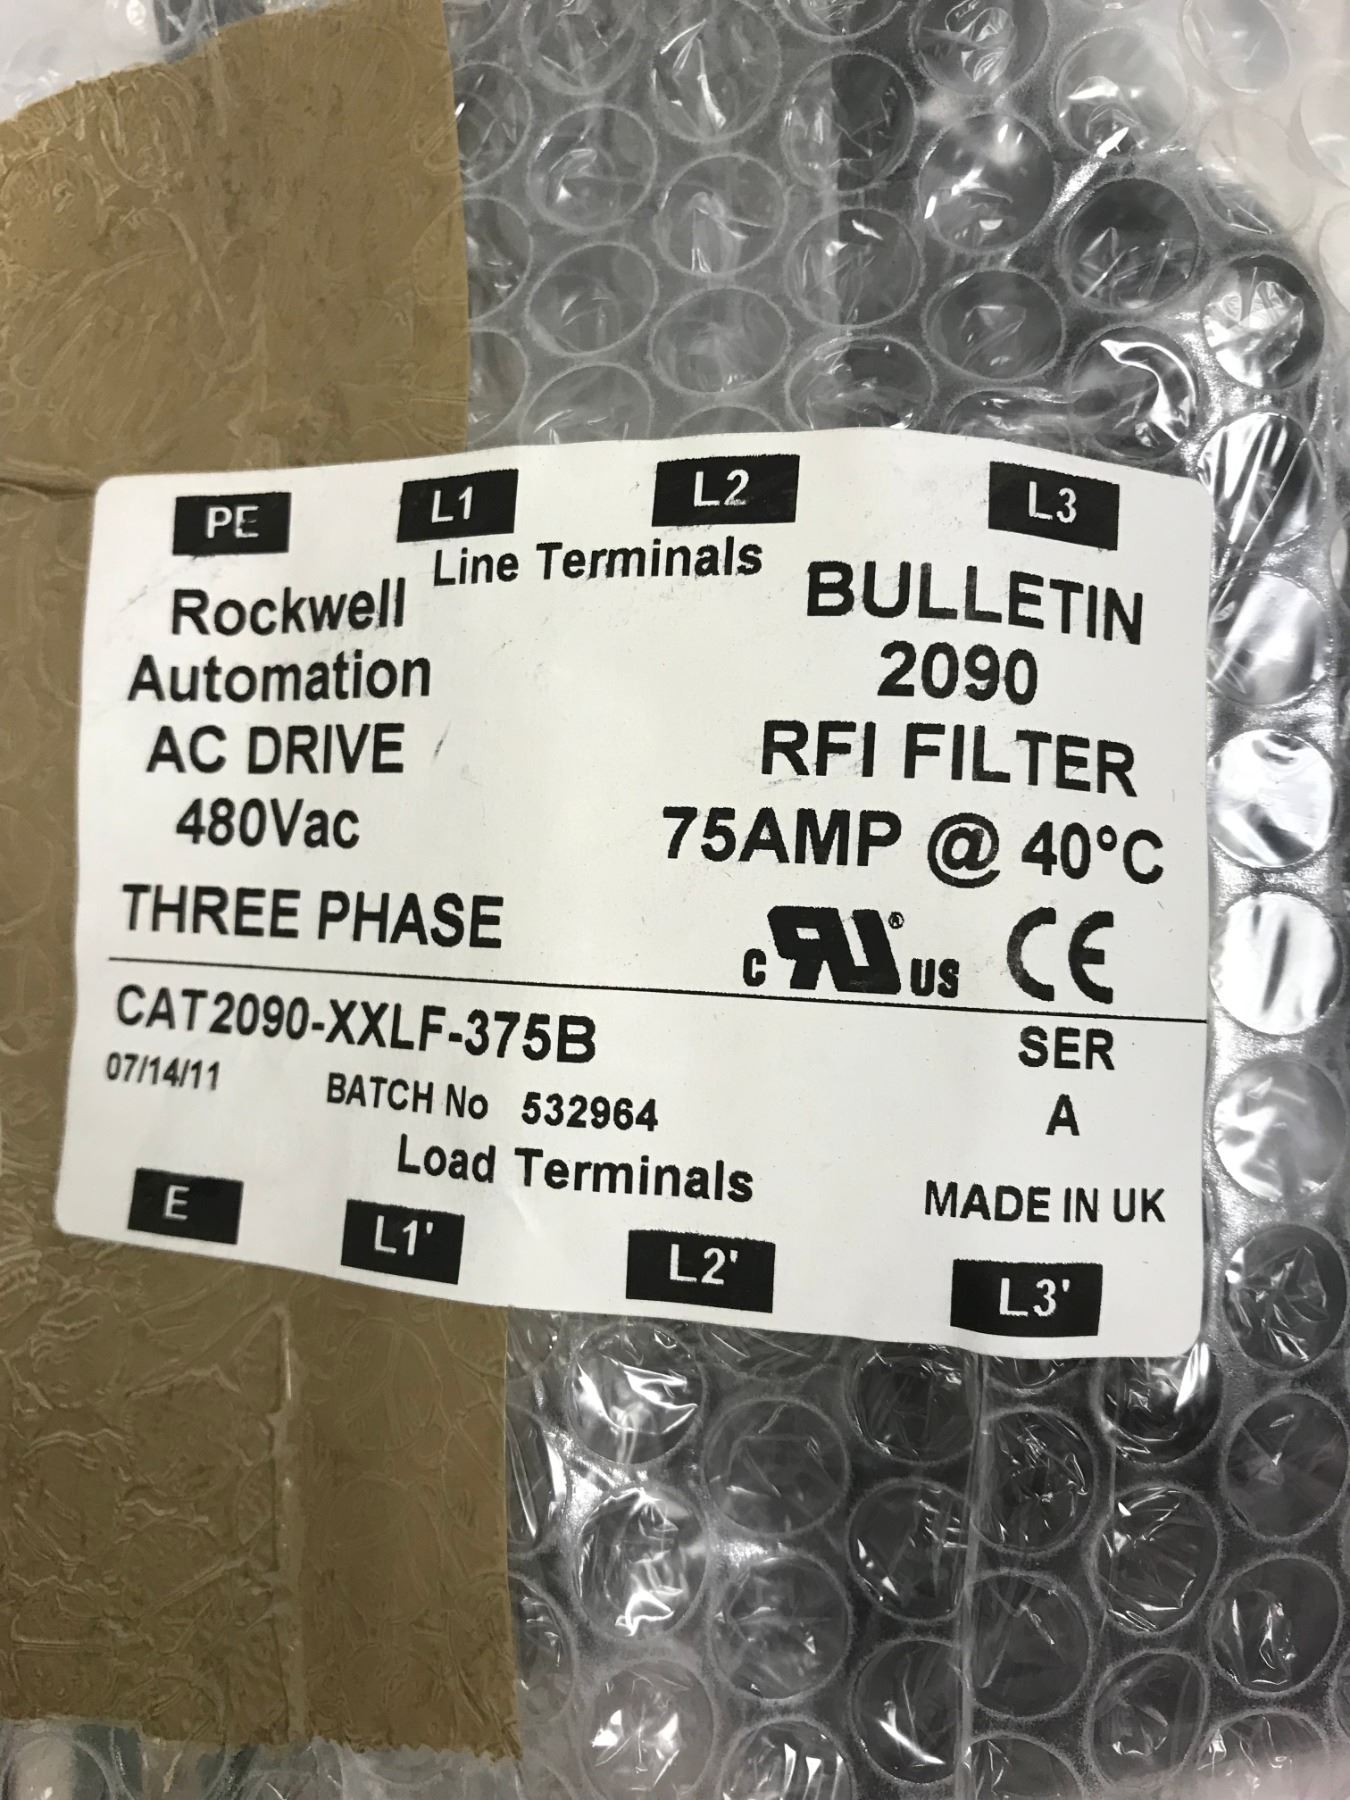 PE L1 L2 L3
Line Terminals
Rockwell
Automation
AC DRIVE
480Vac
THREE PHASE
BULLETIN
2090
RFI FILTER
75AMP @ 40°C
c RU ® US CE
CAT2090-XXLF-375B
07/14/11
BATCH No 532964
SER
A
Load Terminals
MADE IN UK
E L1' L2' L3'